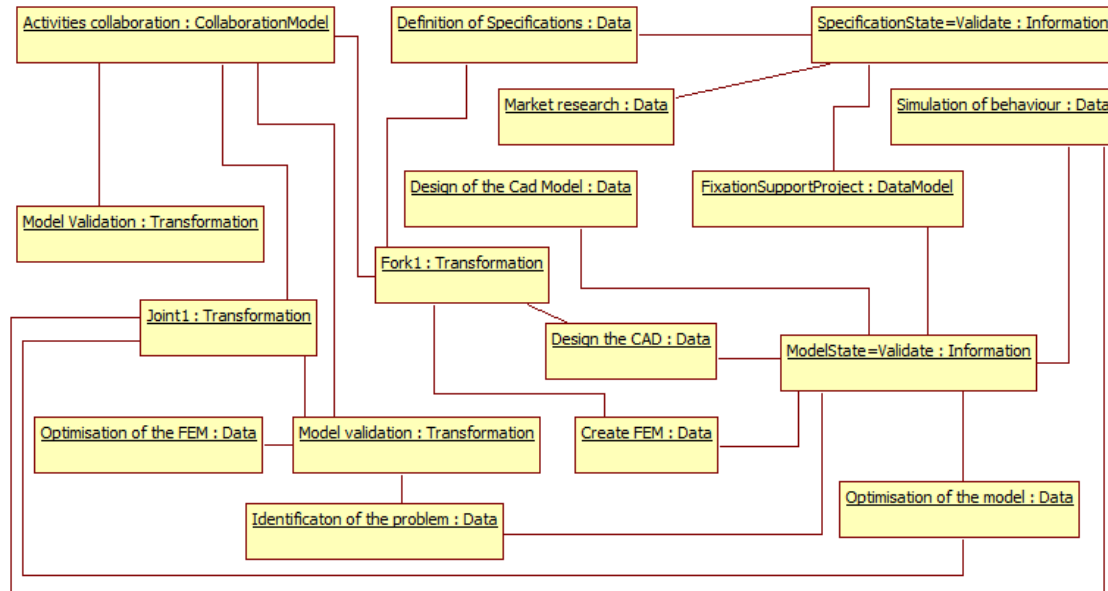 Activities collaboration : CollaborationModel
Definition of Specifications : Data
SpecificationState=Validate : Information
Market research : Data
Simulation of behaviour : Data
Design of the Cad Model : Data
FixationSupportProject : DataModel
Model Validation : Transformation
Fork1 : Transformation
Joint1 : Transformation
Design the CAD : Data
ModelState=Validate : Information
Optimisation of the FEM : Data
Model validation : Transformation
Create FEM : Data
Optimisation of the model : Data
Identificaton of the problem : Data